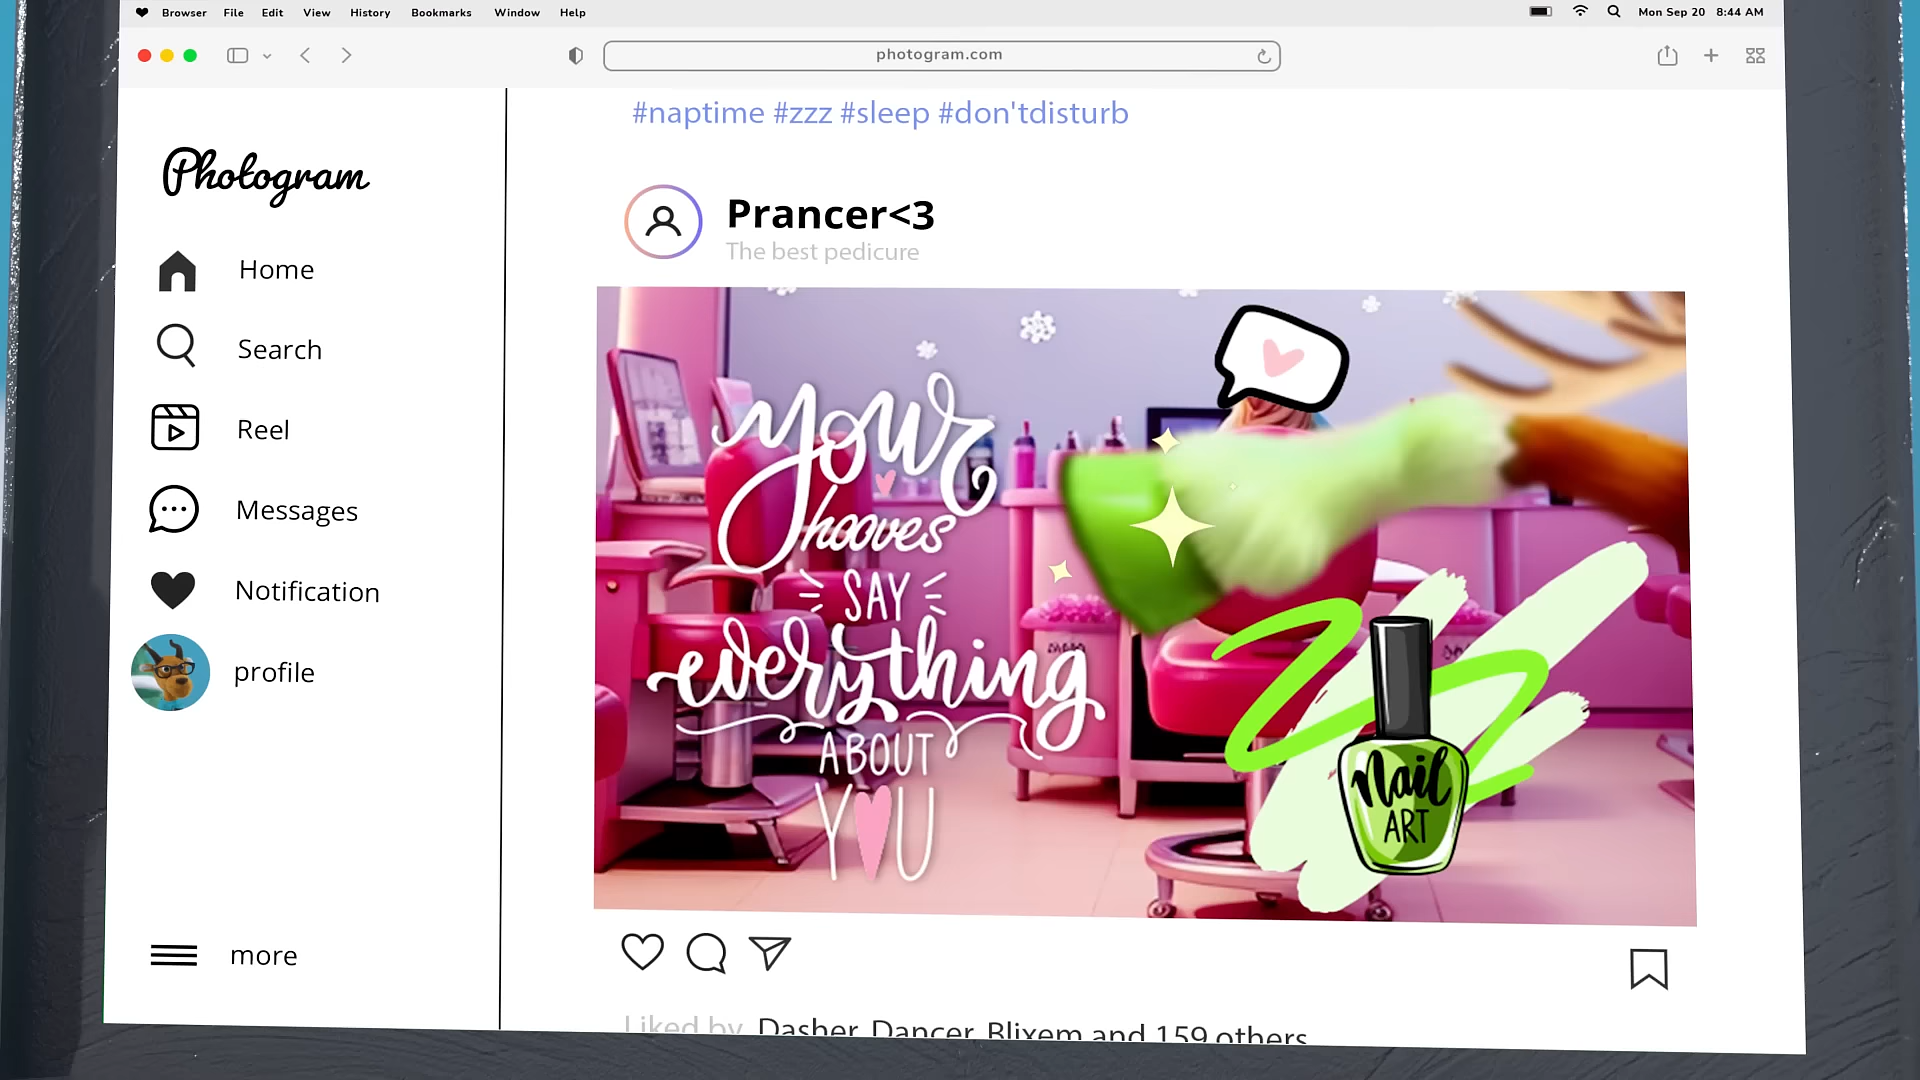 Browser File Edit View History Bookmarks Window Help Mon Sep 20 8:44 AM
photogram.com
#naptime #zzz #sleep #don'tdisturb
Photogram
Prancer<3
The best pedicure
Home
Search
Reel
Messages
Notification
profile
more
your
hooves
SAY
everything
ABOUT
YOU
Nail
ART
Liked by Dasher, Dancer, Blixem and 159 others